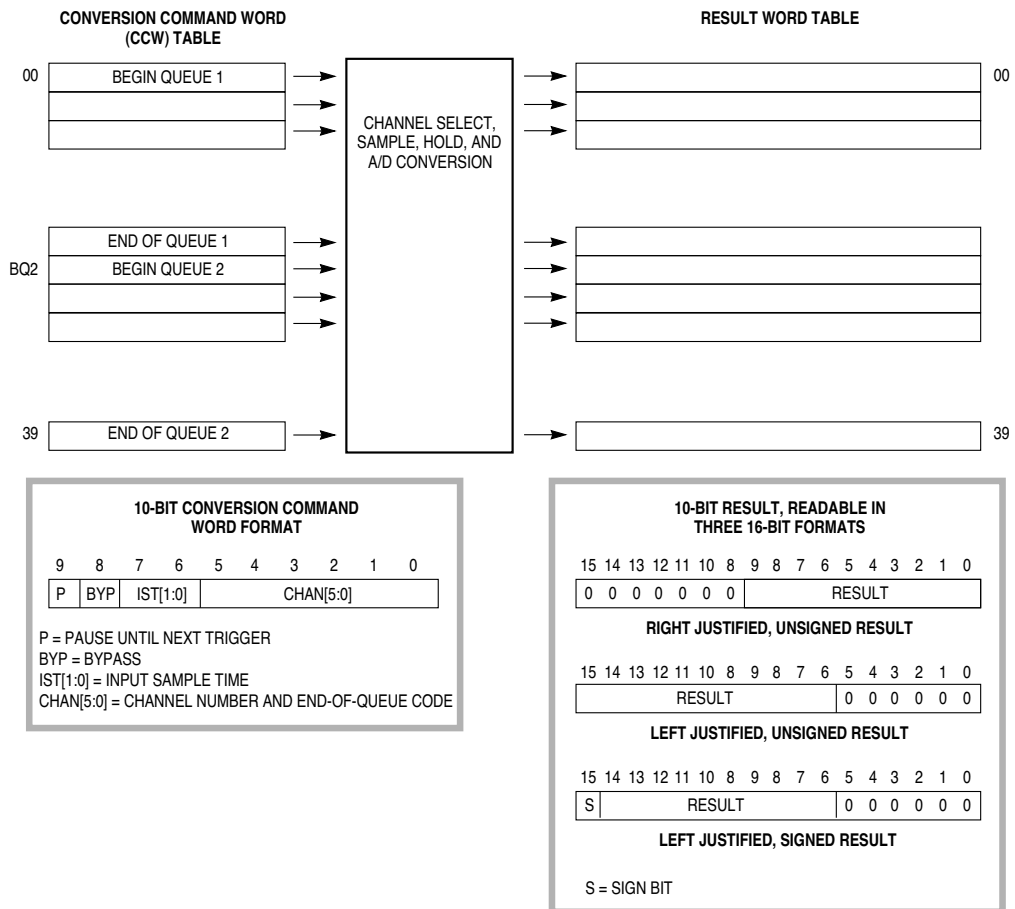 CONVERSION COMMAND WORD
(CCW) TABLE
RESULT WORD TABLE
00
BEGIN QUEUE 1
CHANNEL SELECT,
SAMPLE, HOLD, AND
A/D CONVERSION
00
END OF QUEUE 1
BQ2
BEGIN QUEUE 2
39
END OF QUEUE 2
39
10-BIT CONVERSION COMMAND
WORD FORMAT
9 8 7 6 5 4 3 2 1 0
P BYP IST[1:0] CHAN[5:0]
P = PAUSE UNTIL NEXT TRIGGER
BYP = BYPASS
IST[1:0] = INPUT SAMPLE TIME
CHAN[5:0] = CHANNEL NUMBER AND END-OF-QUEUE CODE
10-BIT RESULT, READABLE IN
THREE 16-BIT FORMATS
15 14 13 12 11 10 8 9 8 7 6 5 4 3 2 1 0
0 0 0 0 0 0 0 RESULT
RIGHT JUSTIFIED, UNSIGNED RESULT
15 14 13 12 11 10 8 9 8 7 6 5 4 3 2 1 0
RESULT 0 0 0 0 0 0
LEFT JUSTIFIED, UNSIGNED RESULT
15 14 13 12 11 10 8 9 8 7 6 5 4 3 2 1 0
S RESULT 0 0 0 0 0 0
LEFT JUSTIFIED, SIGNED RESULT
S = SIGN BIT